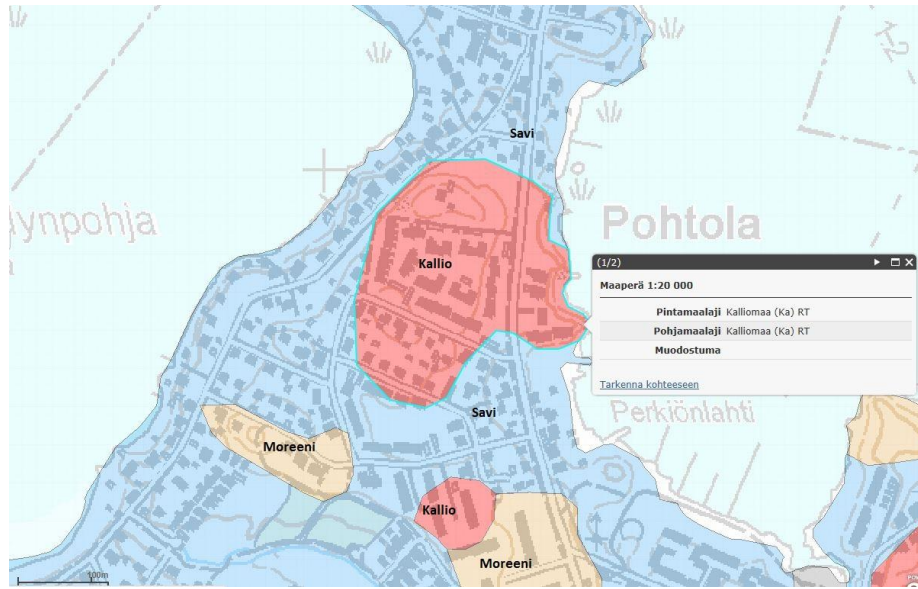 Savi
ynpohja
Pohtola
Kallio
(1/2)
Maaperä 1:20 000
Pintamaalaji Kalliomaa (Ka) RT
Pohjamaalaji Kalliomaa (Ka) RT
Muodostuma
Tarkenna kohteeseen
Perkiönlahti
Savi
Moreeni
Kallio
Moreeni
100m